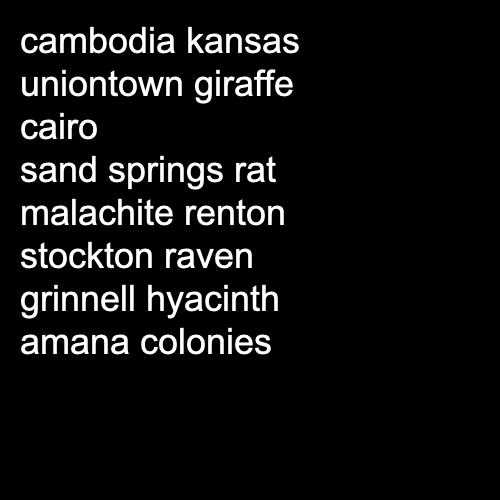 cambodia kansas
uniontown giraffe
cairo
sand springs rat
malachite renton
stockton raven
grinnell hyacinth
amana colonies